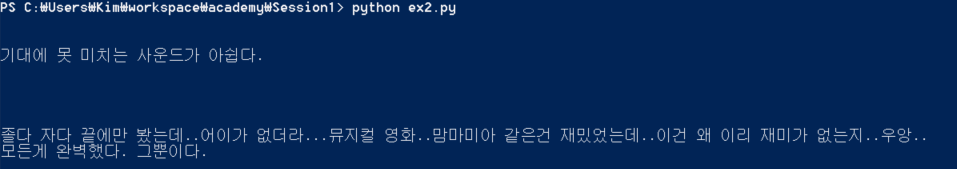 PS C:₩Users₩Kim₩workspace₩academy₩Session1> python ex2.py
기대에 못 미치는 사운드가 아쉽다.
졸다 자다 끝에만 봤는데..어이가 없더라...뮤지컬 영화..맘마미아 같은건 재밌었는데..이건 왜 이리 재미가 없는지..우앙..
모든게 완벽했다. 그뿐이다.